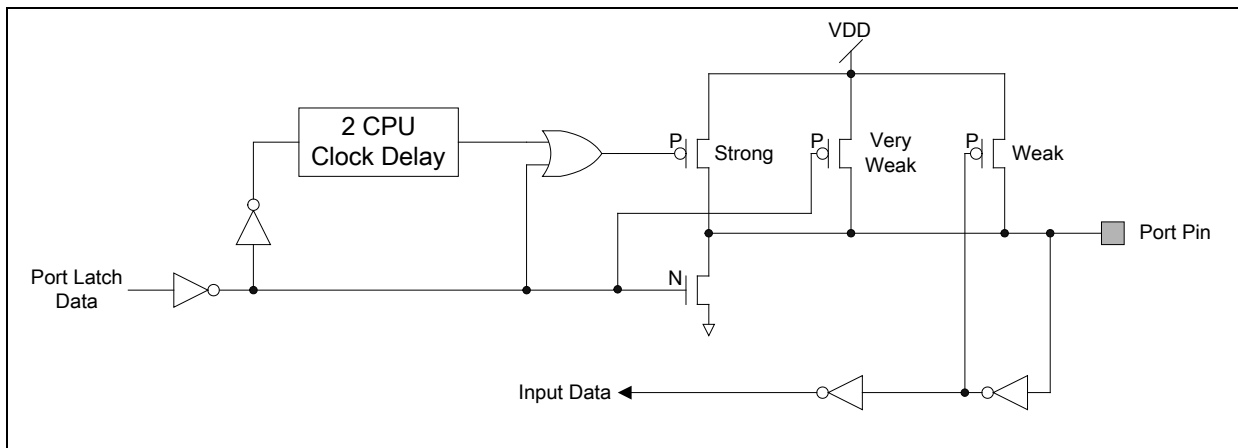 VDD
2 CPU
Clock Delay
P
Strong
P
Very
Weak
P
Weak
Port Pin
Port Latch
Data
N
Input Data